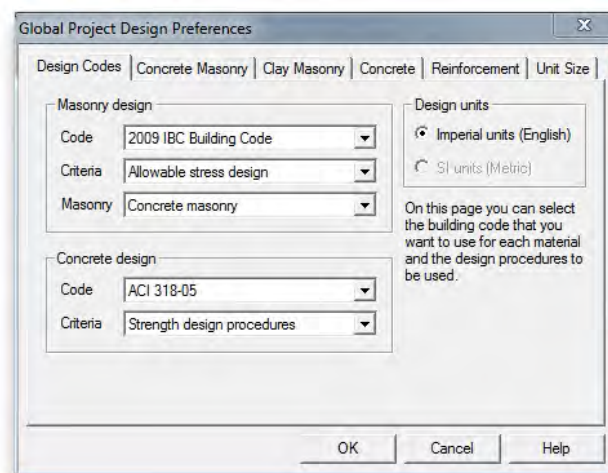 Global Project Design Preferences
Design Codes Concrete Masonry Clay Masonry Concrete Reinforcement Unit Size
Masonry design
Code 2009 IBC Building Code
Criteria Allowable stress design
Masonry Concrete masonry
Concrete design
Code ACI 318-05
Criteria Strength design procedures
Design units
Imperial units (English)
SI units (Metric)
On this page you can select
the building code that you
want to use for each material
and the design procedures to
be used.
OK Cancel Help